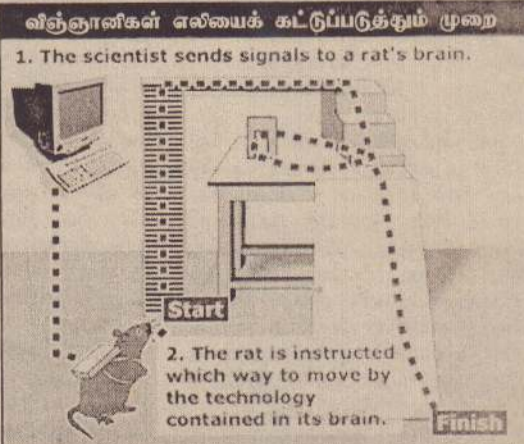 விஞ்ஞானிகள் எலியைக் கட்டுப்படுத்தும் முறை
1. The scientist sends signals to a rat's brain.
Start
2. The rat is instructed
which way to move by
the technology
contained in its brain.
Finish